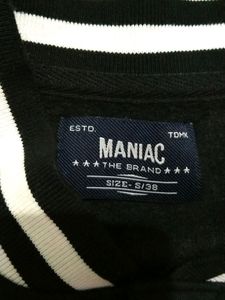 ESTD. TDMK
MANIAC
★★★THE BRAND★★★
SIZE- S/38